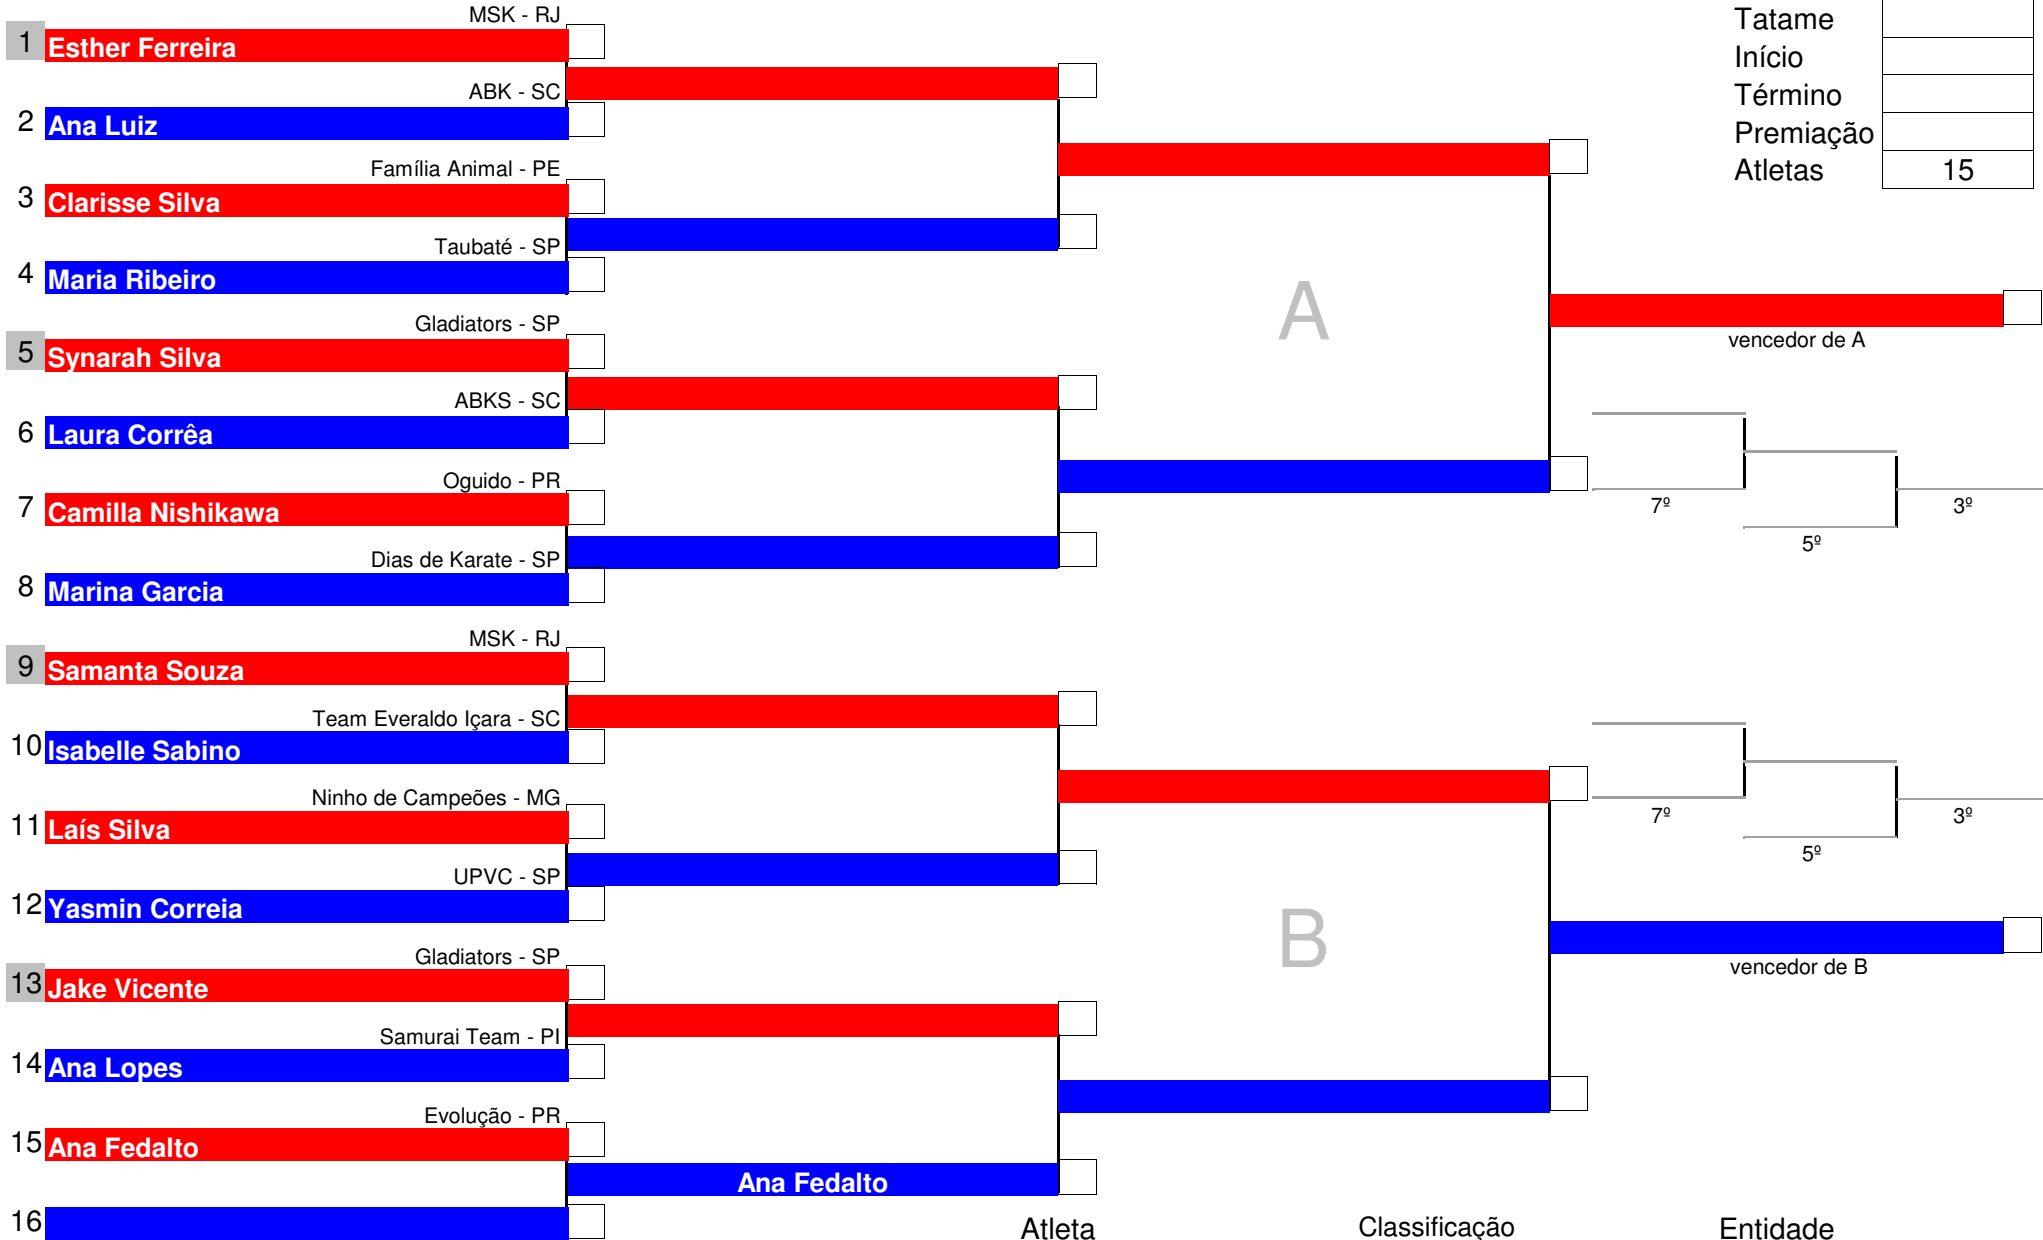 MSK - RJ
1 Esther Ferreira
ABK - SC
2 Ana Luiz
Família Animal - PE
3 Clarisse Silva
Taubaté - SP
4 Maria Ribeiro
Gladiators - SP
5 Synarah Silva
ABKS - SC
6 Laura Corrêa
Oguido - PR
7 Camilla Nishikawa
Dias de Karate - SP
8 Marina Garcia
MSK - RJ
9 Samanta Souza
Team Everaldo Içara - SC
10 Isabelle Sabino
Ninho de Campeões - MG
11 Laís Silva
UPVC - SP
12 Yasmin Correia
Gladiators - SP
13 Jake Vicente
Samurai Team - PI
14 Ana Lopes
Evolução - PR
15 Ana Fedalto
16
Ana Fedalto
A
B
Tatame
Início
Término
Premiação
Atletas 15
vencedor de A
7º
5º
3º
7º
5º
3º
vencedor de B
Atleta Classificação Entidade